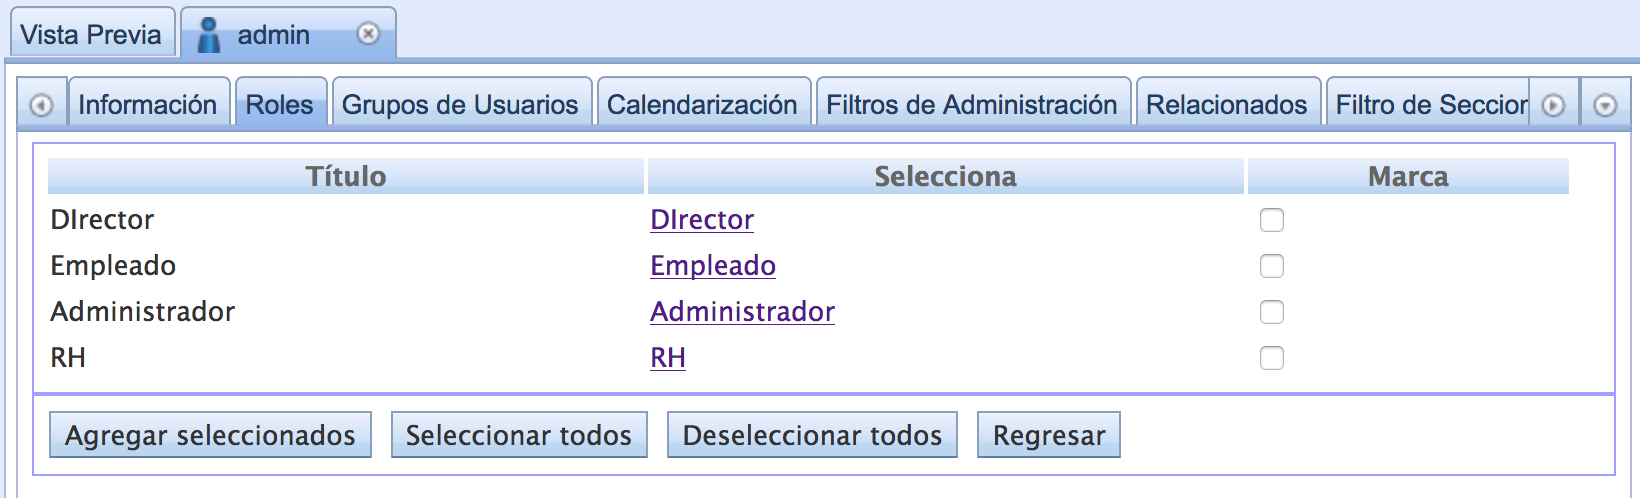 Vista Previa admin
Información Roles Grupos de Usuarios Calendarización Filtros de Administración Relacionados Filtro de Seccior
Título Selecciona Marca
DIrector DIrector
Empleado Empleado
Administrador Administrador
RH RH
Agregar seleccionados Seleccionar todos Deseleccionar todos Regresar